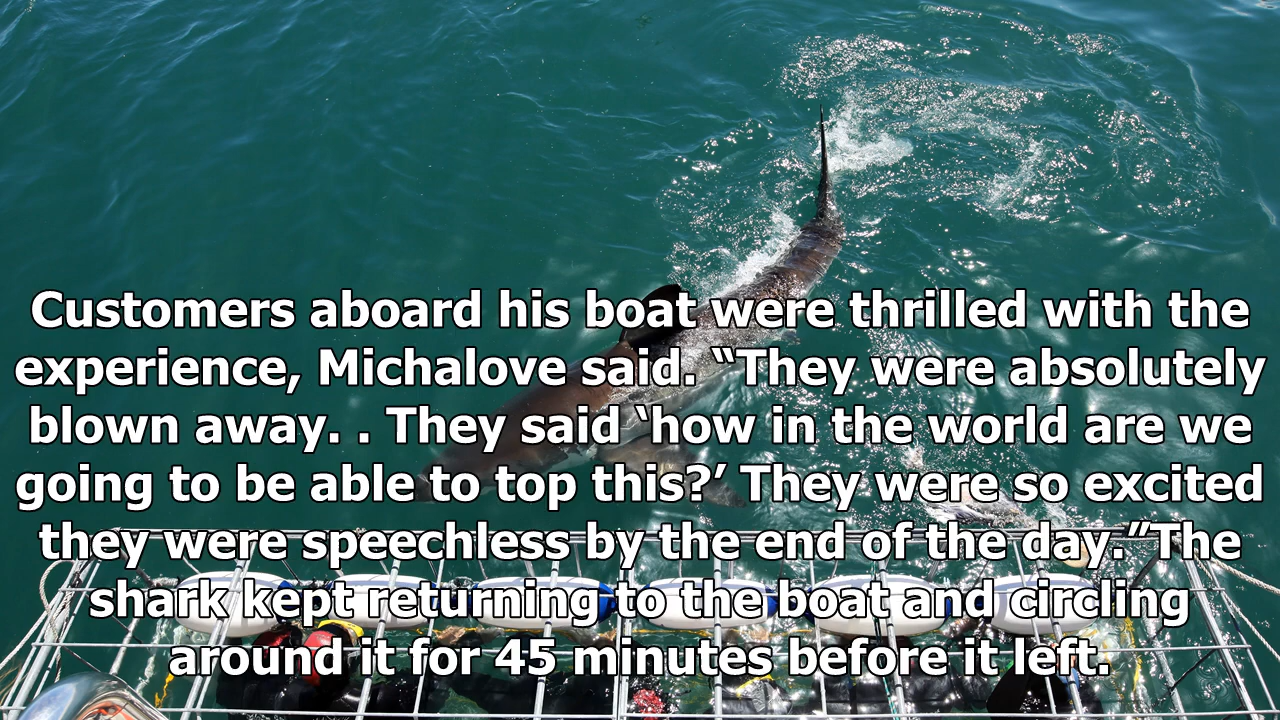 Customers aboard his boat were thrilled with the
experience, Michalove said. “They were absolutely
blown away. . They said ‘how in the world are we
going to be able to top this?’ They were so excited
they were speechless by the end of the day.”The
shark kept returning to the boat and circling
around it for 45 minutes before it left.